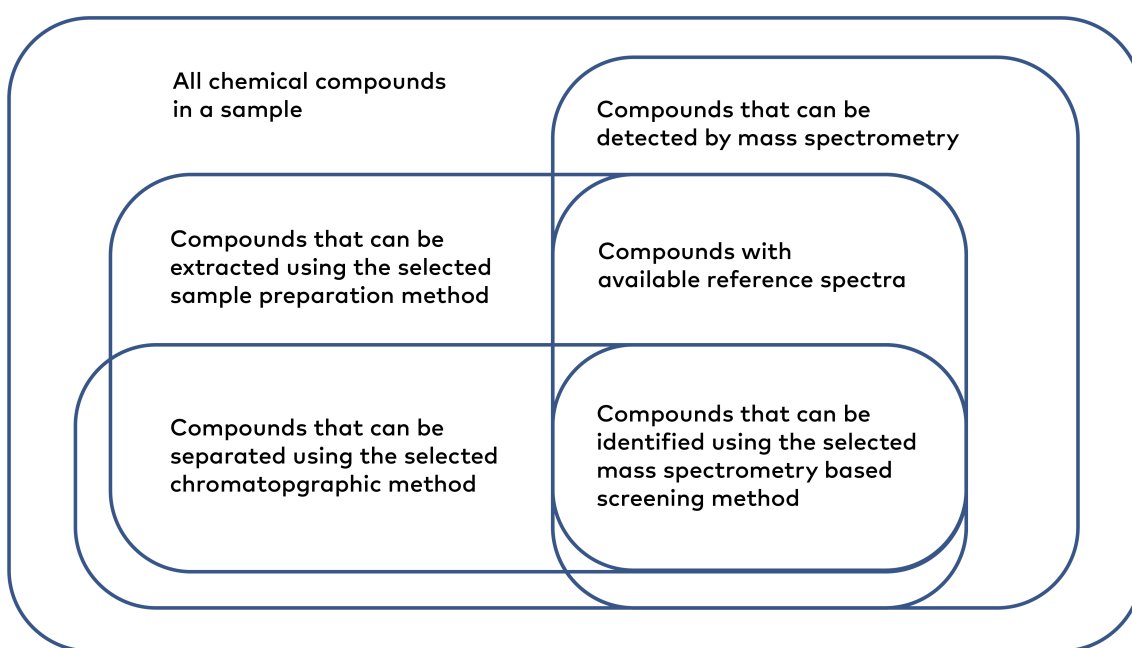 All chemical compounds
in a sample
Compounds that can be
detected by mass spectrometry
Compounds that can be
extracted using the selected
sample preparation method
Compounds with
available reference spectra
Compounds that can be
separated using the selected
chromatopgraphic method
Compounds that can be
identified using the selected
mass spectrometry based
screening method